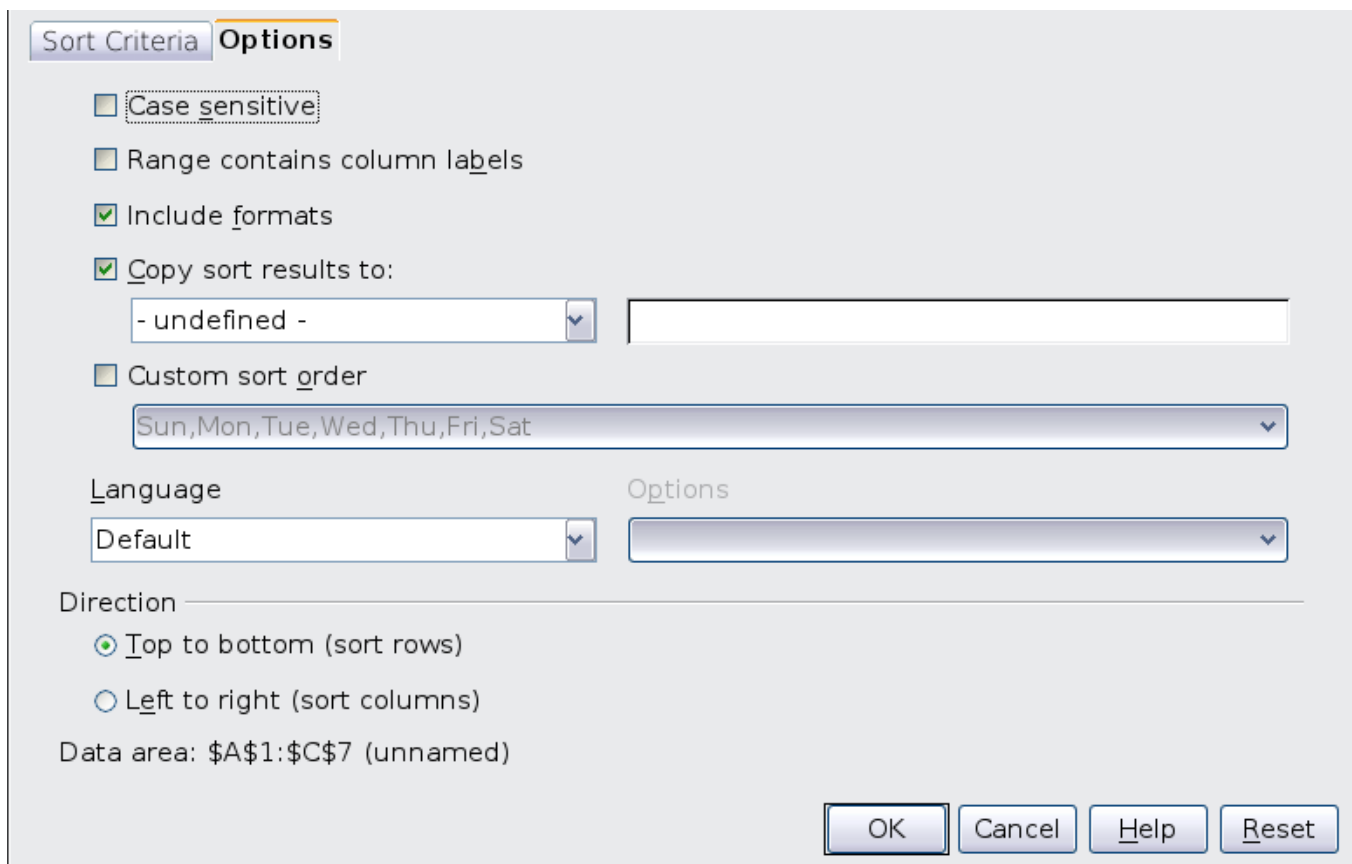 Sort Criteria Options
Case sensitive
Range contains column labels
Include formats
Copy sort results to:
- undefined -
Custom sort order
Sun,Mon,Tue,Wed,Thu,Fri,Sat
Language Options
Default
Direction
Top to bottom (sort rows)
Left to right (sort columns)
Data area: $A$1:$C$7 (unnamed)
OK Cancel Help Reset